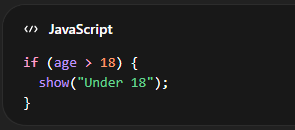 </> JavaScript
if (age > 18) {
  show("Under 18");
}